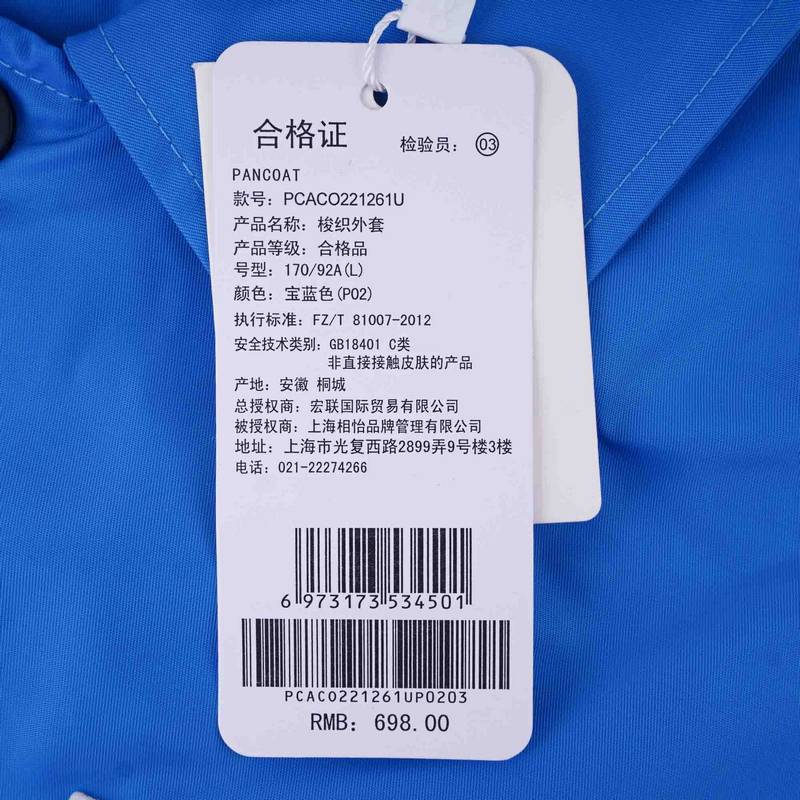 合格证
检验员：03
PANCOAT
款号：PCACO221261U
产品名称：梭织外套
产品等级：合格品
号型：170/92A(L)
颜色：宝蓝色(P02)
执行标准：FZ/T 81007-2012
安全技术类别：GB18401 C类
非直接接触皮肤的产品
产地：安徽 桐城
总授权商：宏联国际贸易有限公司
被授权商：上海相怡品牌管理有限公司
地址：上海市光复西路2899弄9号楼3楼
电话：021-22274266
6 973173 534501
PCACO221261UP0203
RMB：698.00